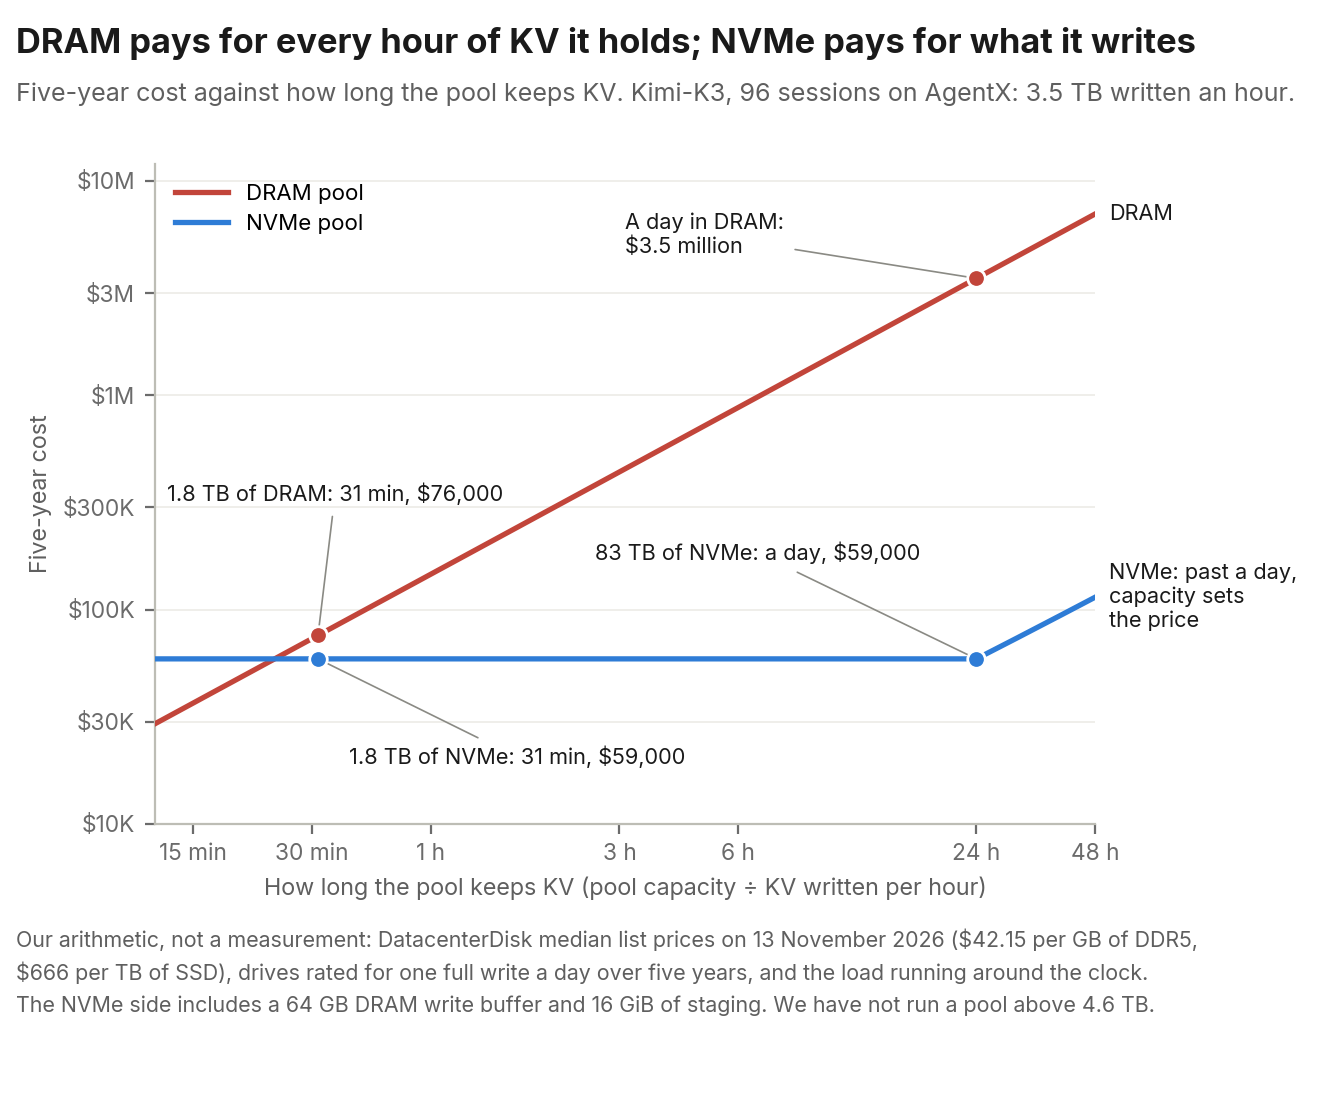 DRAM pays for every hour of KV it holds; NVMe pays for what it writes
Five-year cost against how long the pool keeps KV. Kimi-K3, 96 sessions on AgentX: 3.5 TB written an hour.
DRAM pool
NVMe pool
$10M
$3M
$1M
$300K
$100K
$30K
$10K
Five-year cost
A day in DRAM:
$3.5 million
DRAM
1.8 TB of DRAM: 31 min, $76,000
83 TB of NVMe: a day, $59,000
NVMe: past a day,
capacity sets
the price
1.8 TB of NVMe: 31 min, $59,000
15 min
30 min
1 h
3 h
6 h
24 h
48 h
How long the pool keeps KV (pool capacity ÷ KV written per hour)
Our arithmetic, not a measurement: DatacenterDisk median list prices on 13 November 2026 ($42.15 per GB of DDR5,
$666 per TB of SSD), drives rated for one full write a day over five years, and the load running around the clock.
The NVMe side includes a 64 GB DRAM write buffer and 16 GiB of staging. We have not run a pool above 4.6 TB.